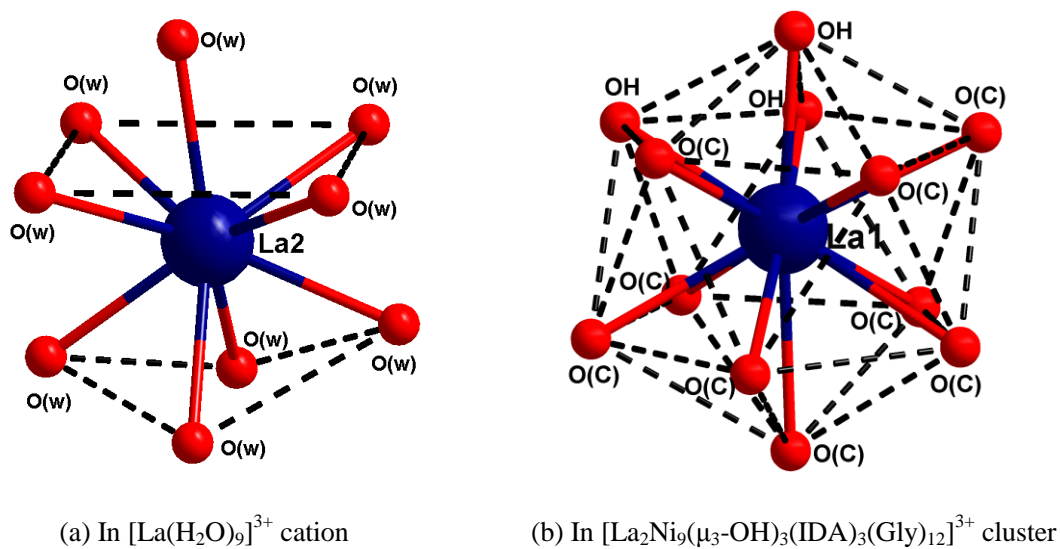 O(w)
O(w)
O(w)
O(w)
O(w)
La2
O(w)
O(w)
O(w)
O(w)
(a) In [La(H₂O)₉]³⁺ cation
OH
OH
OH
O(C)
O(C)
O(C)
La1
O(C)
O(C)
O(C)
O(C)
O(C)
O(C)
(b) In [La₂Ni₉(μ₃-OH)₃(IDA)₃(Gly)₁₂]³⁺ cluster